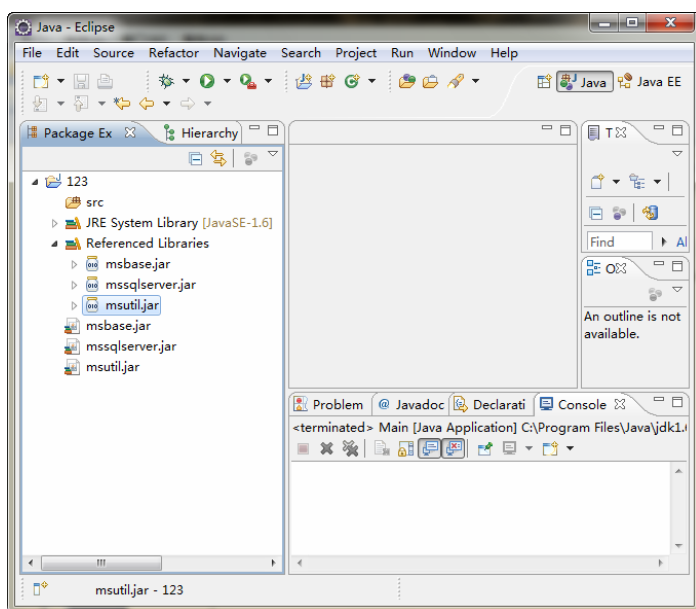 Java - Eclipse
File Edit Source Refactor Navigate Search Project Run Window Help
Java Java EE
Package Ex Hierarchy
T
123
src
JRE System Library [JavaSE-1.6]
Referenced Libraries
Find Al
msbase.jar
O
mssqlserver.jar
msutil.jar
An outline is not
available.
msbase.jar
mssqlserver.jar
msutil.jar
Problem @ Javadoc Declarati Console
<terminated> Main [Java Application] C:\Program Files\Java\jdk1.
msutil.jar - 123